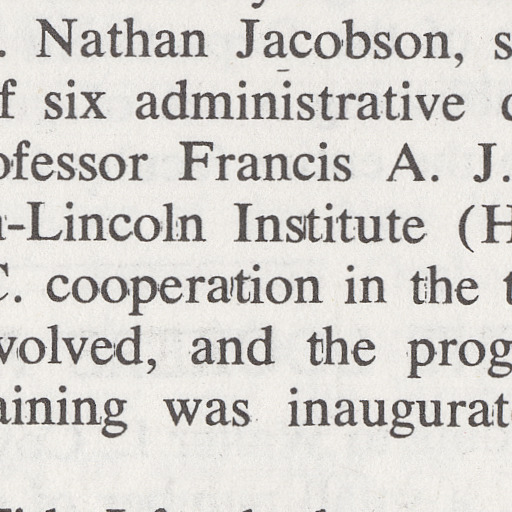 . Nathan Jacobson, s
f six administrative c
ofessor Francis A. J.
a-Lincoln Institute (H
C. cooperation in the t
volved, and the prog
aining was inaugurat